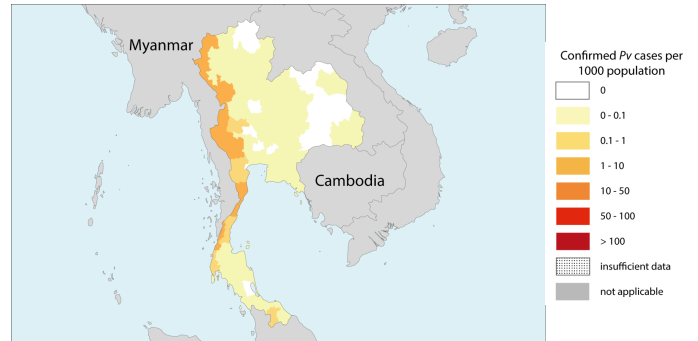 Myanmar
Cambodia
Confirmed Pv cases per
1000 population
0
0 - 0.1
0.1 - 1
1 - 10
10 - 50
50 - 100
> 100
insufficient data
not applicable